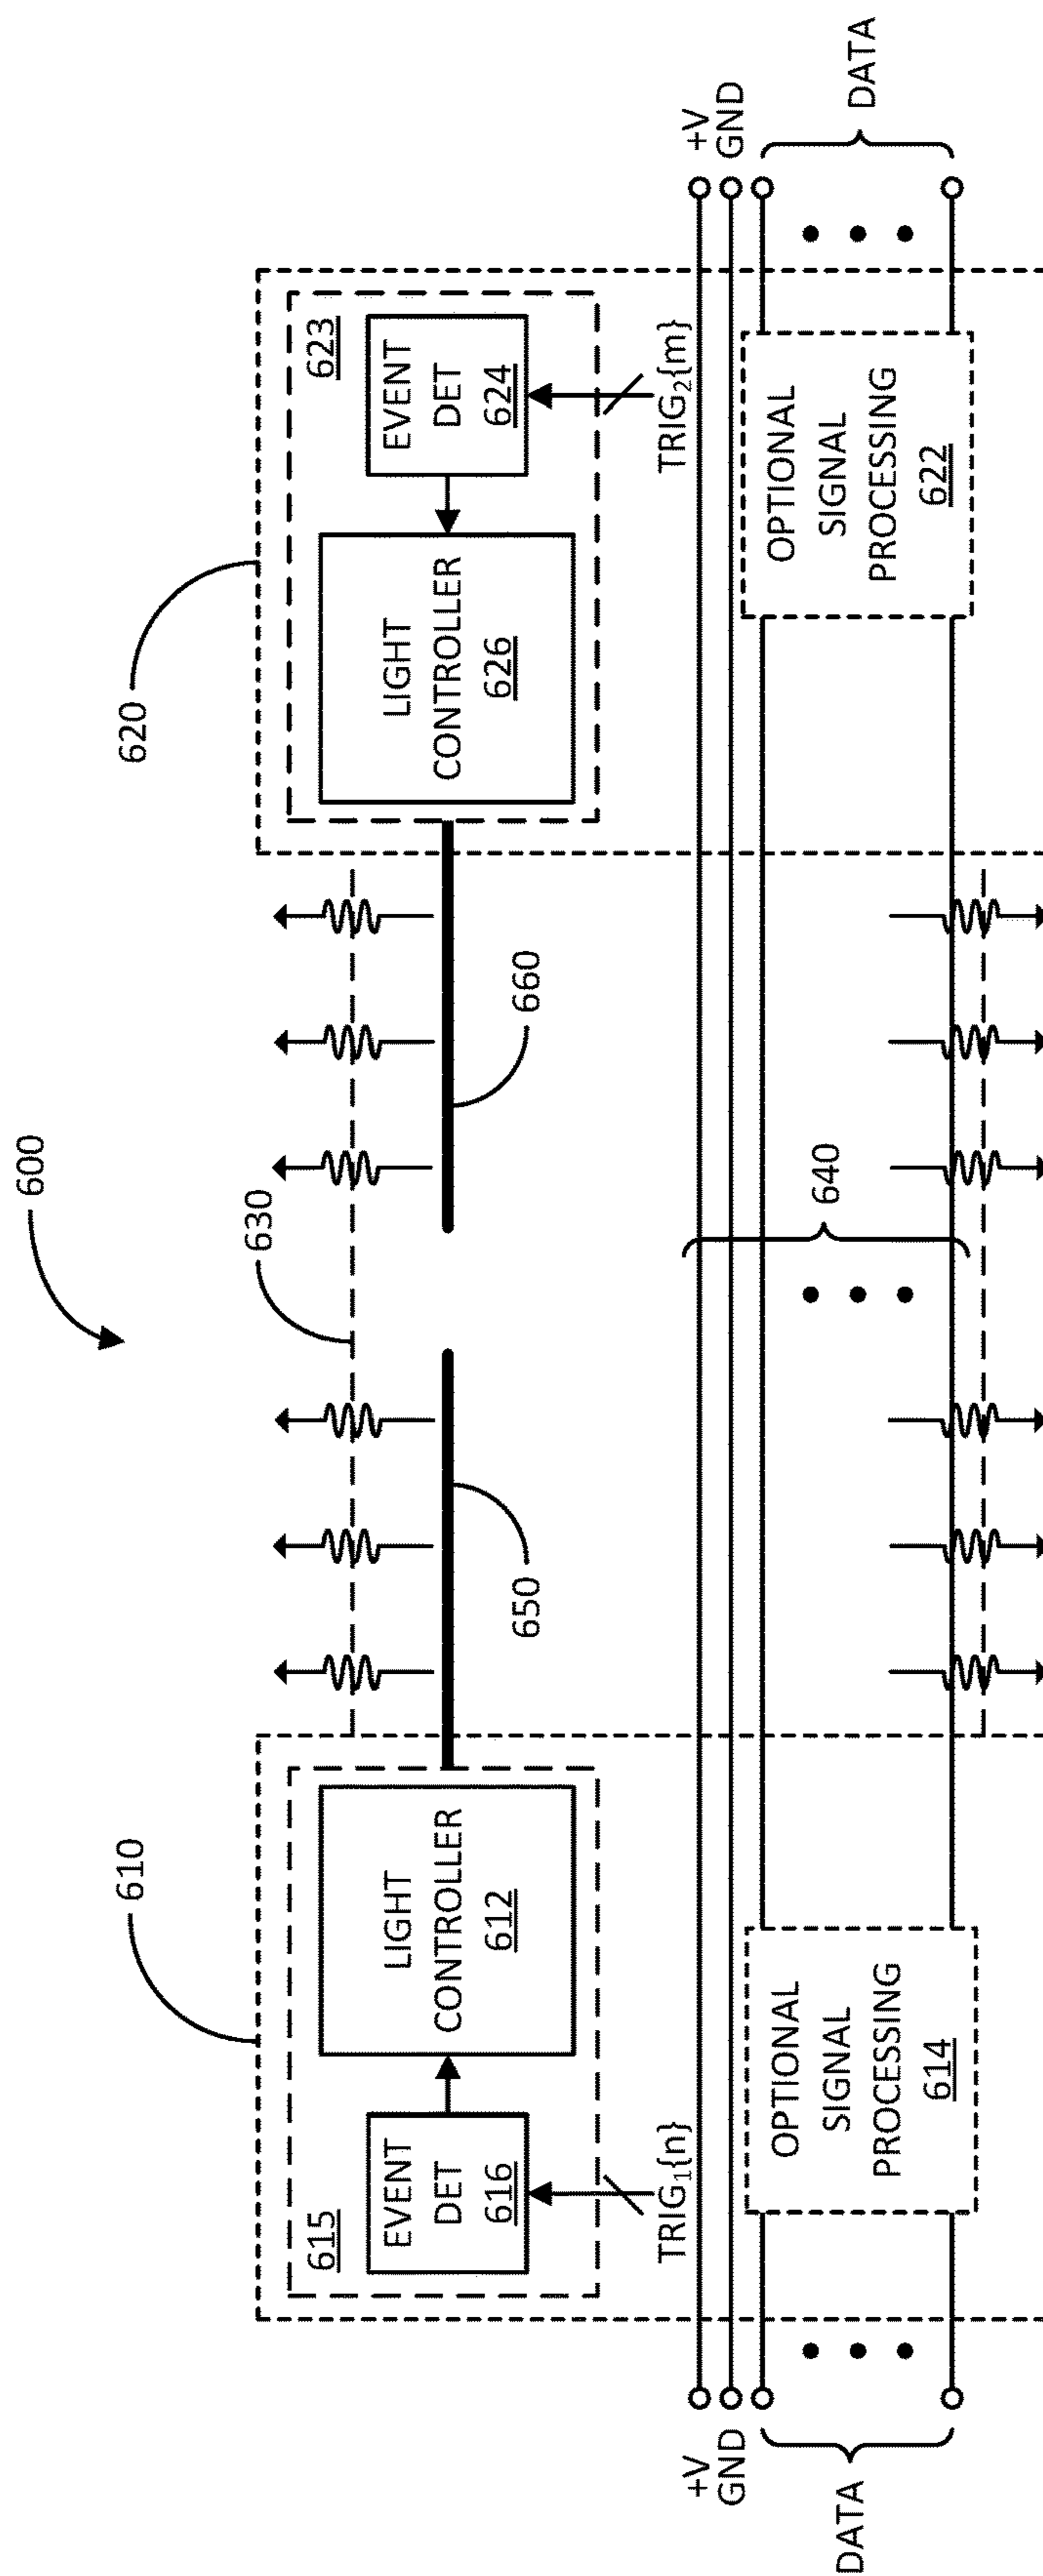 600
610
620
630
615
EVENT
DET
616
LIGHT
CONTROLLER
612
650
660
LIGHT
CONTROLLER
626
623
EVENT
DET
624
TRIG₁{n}
TRIG₂{m}
+V
GND
DATA
OPTIONAL
SIGNAL
PROCESSING
614
640
OPTIONAL
SIGNAL
PROCESSING
622
+V
GND
DATA